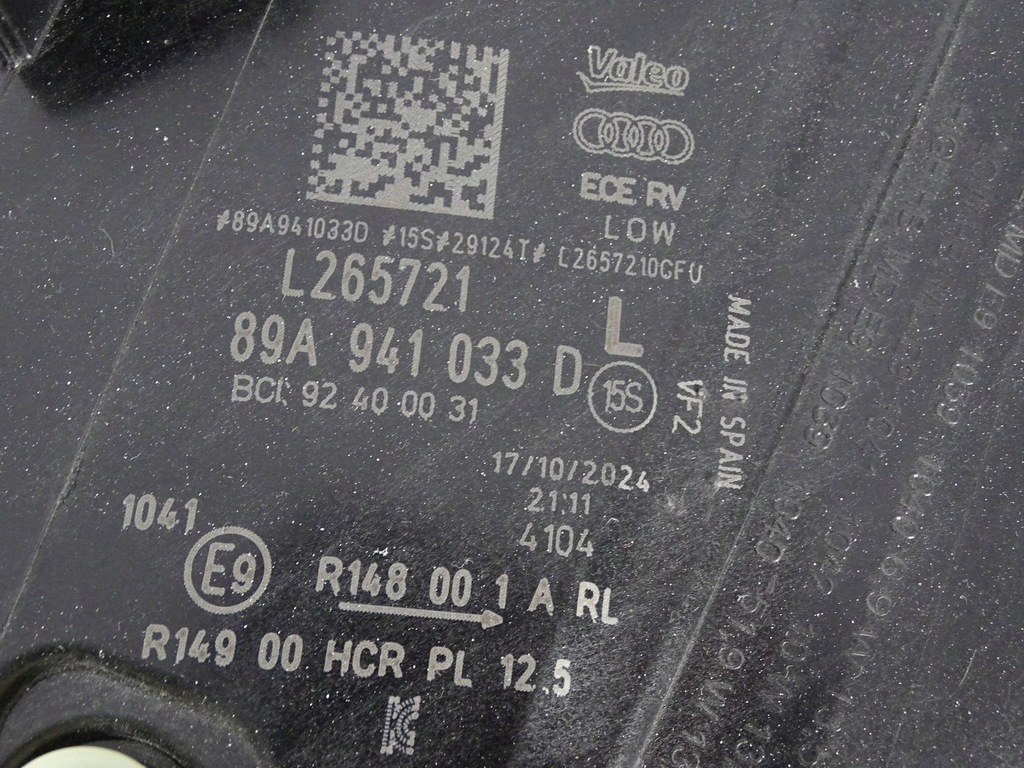 Valeo
ECE RV
LOW
#89A941033D #15S#29124T# L2657210CFU
L265721
L
89A 941 033 D
15S
VF2
MADE IN SPAIN
BCI: 92 40 00 31
17/10/2024
21:11
4104
1041
E9
R148 00 1 A RL
R149 00 HCR PL 12.5